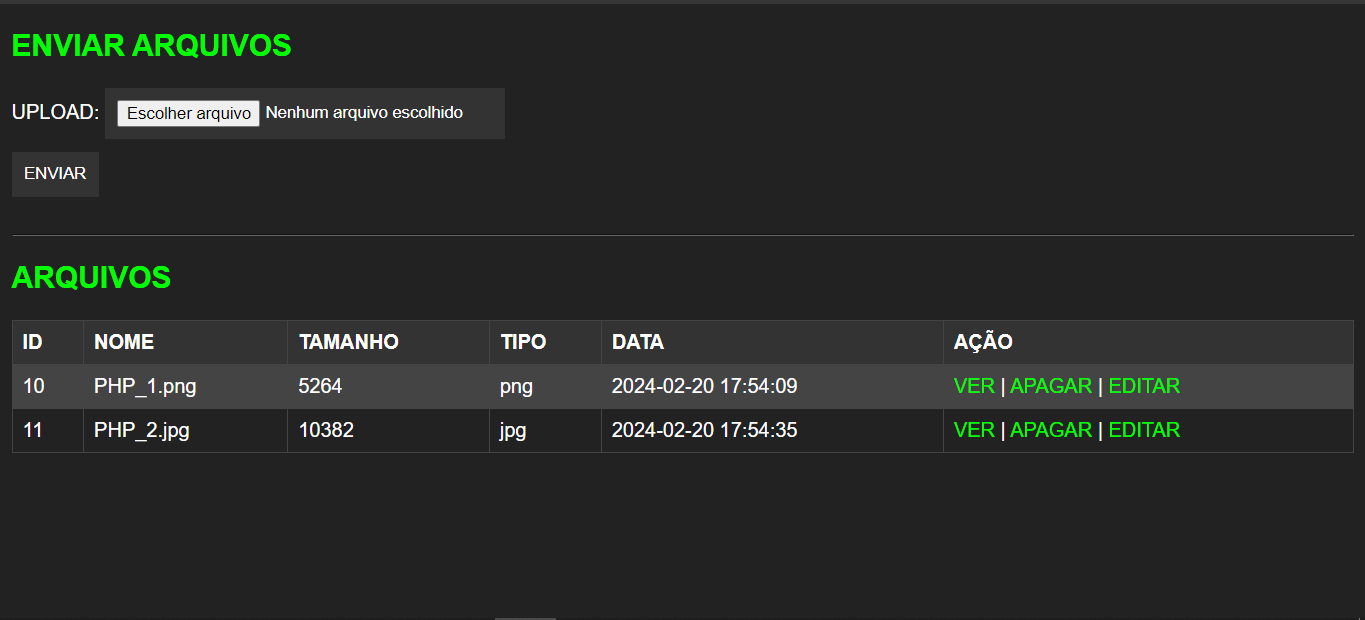 ENVIAR ARQUIVOS
UPLOAD: Escolher arquivo Nenhum arquivo escolhido
ENVIAR
ARQUIVOS
ID NOME TAMANHO TIPO DATA AÇÃO
10 PHP_1.png 5264 png 2024-02-20 17:54:09 VER | APAGAR | EDITAR
11 PHP_2.jpg 10382 jpg 2024-02-20 17:54:35 VER | APAGAR | EDITAR